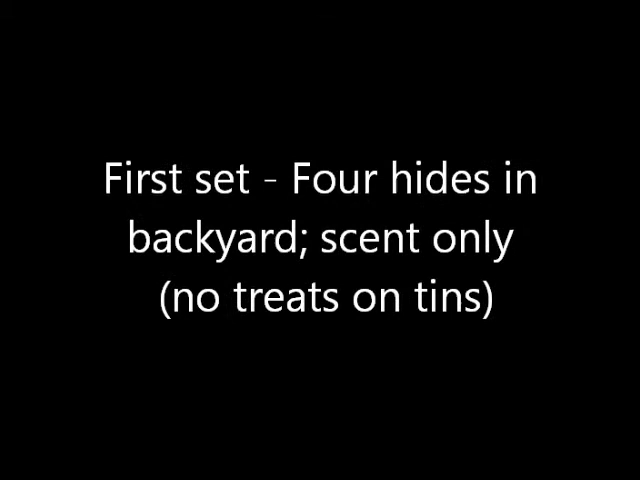 First set - Four hides in
backyard; scent only
(no treats on tins)